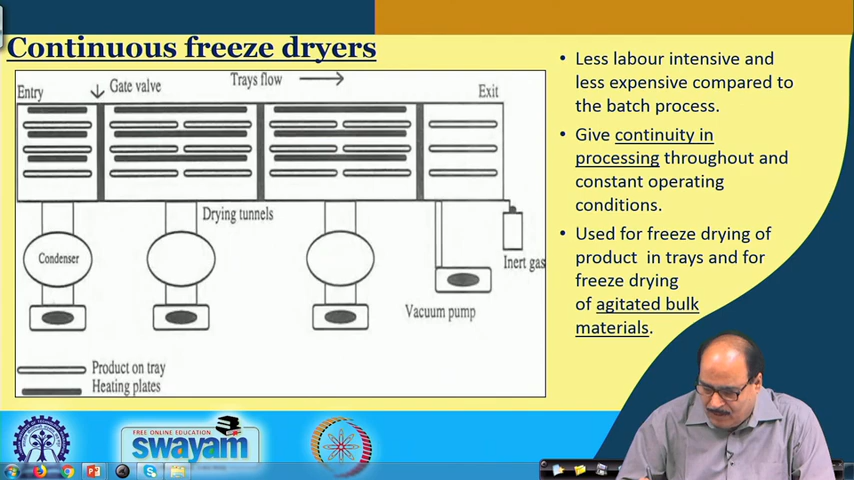 Continuous freeze dryers
Entry
Gate valve
Trays flow
Exit
Drying tunnels
Condenser
Inert gas
Vacuum pump
Product on tray
Heating plates
• Less labour intensive and
less expensive compared to
the batch process.
• Give continuity in
processing throughout and
constant operating
conditions.
• Used for freeze drying of
product in trays and for
freeze drying
of agitated bulk
materials.
FREE ONLINE EDUCATION
swayam